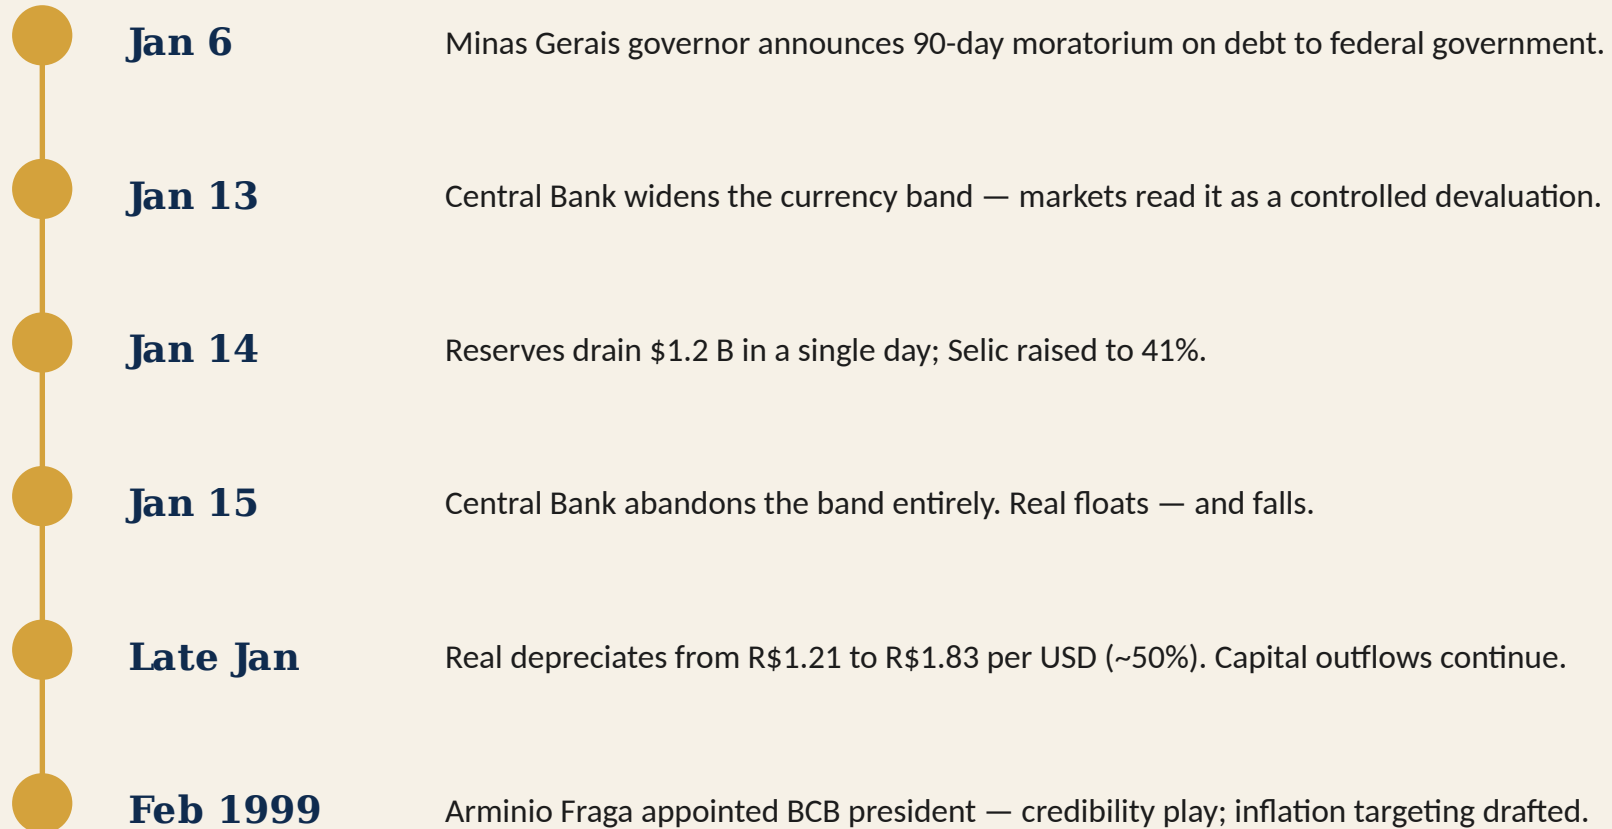 Jan 6 Minas Gerais governor announces 90-day moratorium on debt to federal government.
Jan 13 Central Bank widens the currency band — markets read it as a controlled devaluation.
Jan 14 Reserves drain $1.2 B in a single day; Selic raised to 41%.
Jan 15 Central Bank abandons the band entirely. Real floats — and falls.
Late Jan Real depreciates from R$1.21 to R$1.83 per USD (~50%). Capital outflows continue.
Feb 1999 Arminio Fraga appointed BCB president — credibility play; inflation targeting drafted.